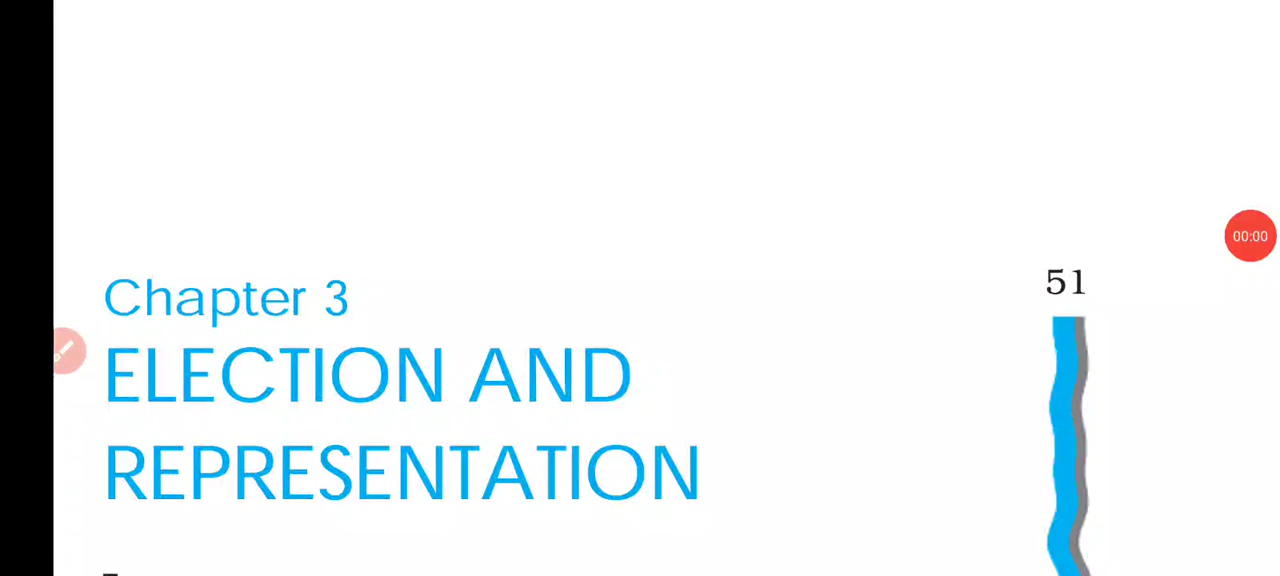 00:00
51
Chapter 3
ELECTION AND
REPRESENTATION